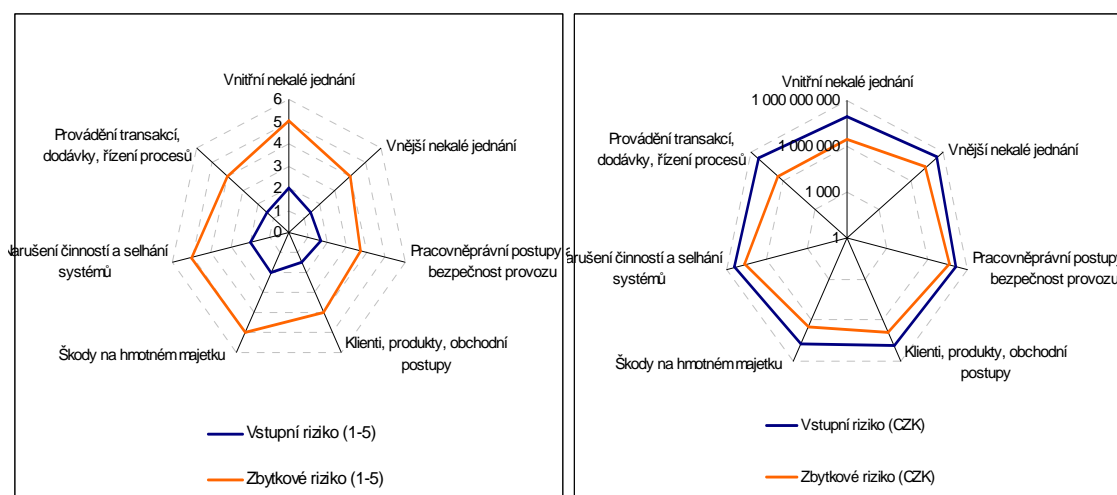 Vnitřní nekalé jednání
6
5
4
3
2
1
0
Provádění transakcí,
dodávky, řízení procesů
Vnější nekalé jednání
arušení činností a selhání
systémů
Pracovněprávní postupy a
bezpečnost provozu
Škody na hmotném majetku
Klienti, produkty, obchodní
postupy
Vstupní riziko (1-5)
Zbytkové riziko (1-5)
Vnitřní nekalé jednání
1 000 000 000
1 000 000
1 000
1
Provádění transakcí,
dodávky, řízení procesů
Vnější nekalé jednání
arušení činností a selhání
systémů
Pracovněprávní postupy
bezpečnost provozu
Škody na hmotném majetku
Klienti, produkty, obchodní
postupy
Vstupní riziko (CZK)
Zbytkové riziko (CZK)